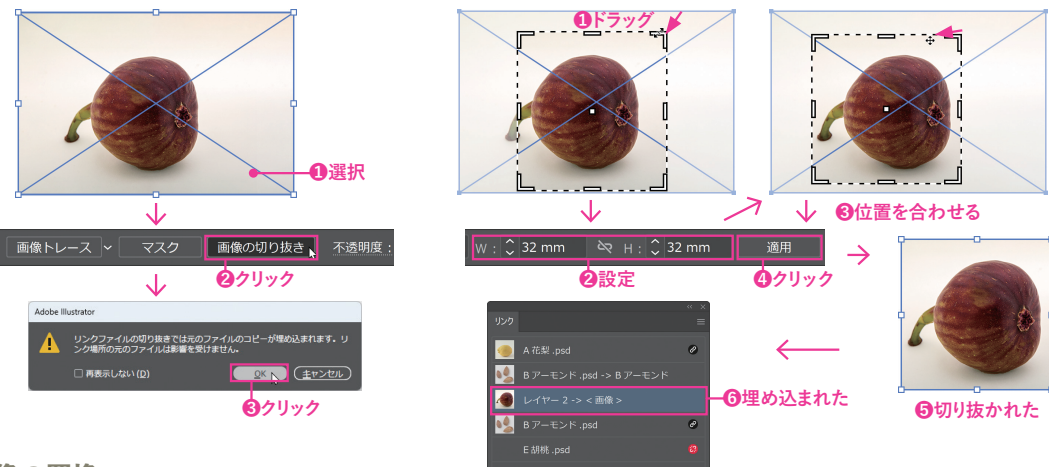 ❶選択
画像トレース
マスク
画像の切り抜き
不透明度：
❷クリック
Adobe Illustrator
リンクファイルの切り抜きでは元のファイルのコピーが埋め込まれます。リ
ンク場所の元のファイルは影響を受けません。
再表示しない(D)
OK
キャンセル
❸クリック
❶ドラッグ
❸位置を合わせる
W： 32 mm
H： 32 mm
適用
❷設定
❹クリック
❺切り抜かれた
リンク
A 花梨 .psd
B アーモンド .psd -> B アーモンド
レイヤー 2 -> < 画像 >
B アーモンド .psd
E 胡桃 .psd
❻埋め込まれた